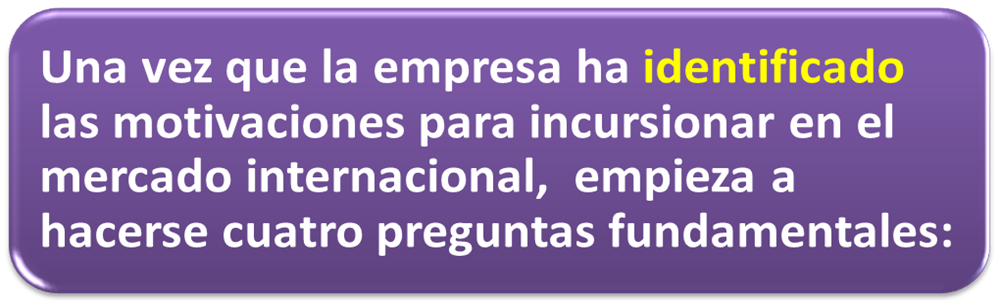 Una vez que la empresa ha identificado
las motivaciones para incursionar en el
mercado internacional,  empieza a
hacerse cuatro preguntas fundamentales: